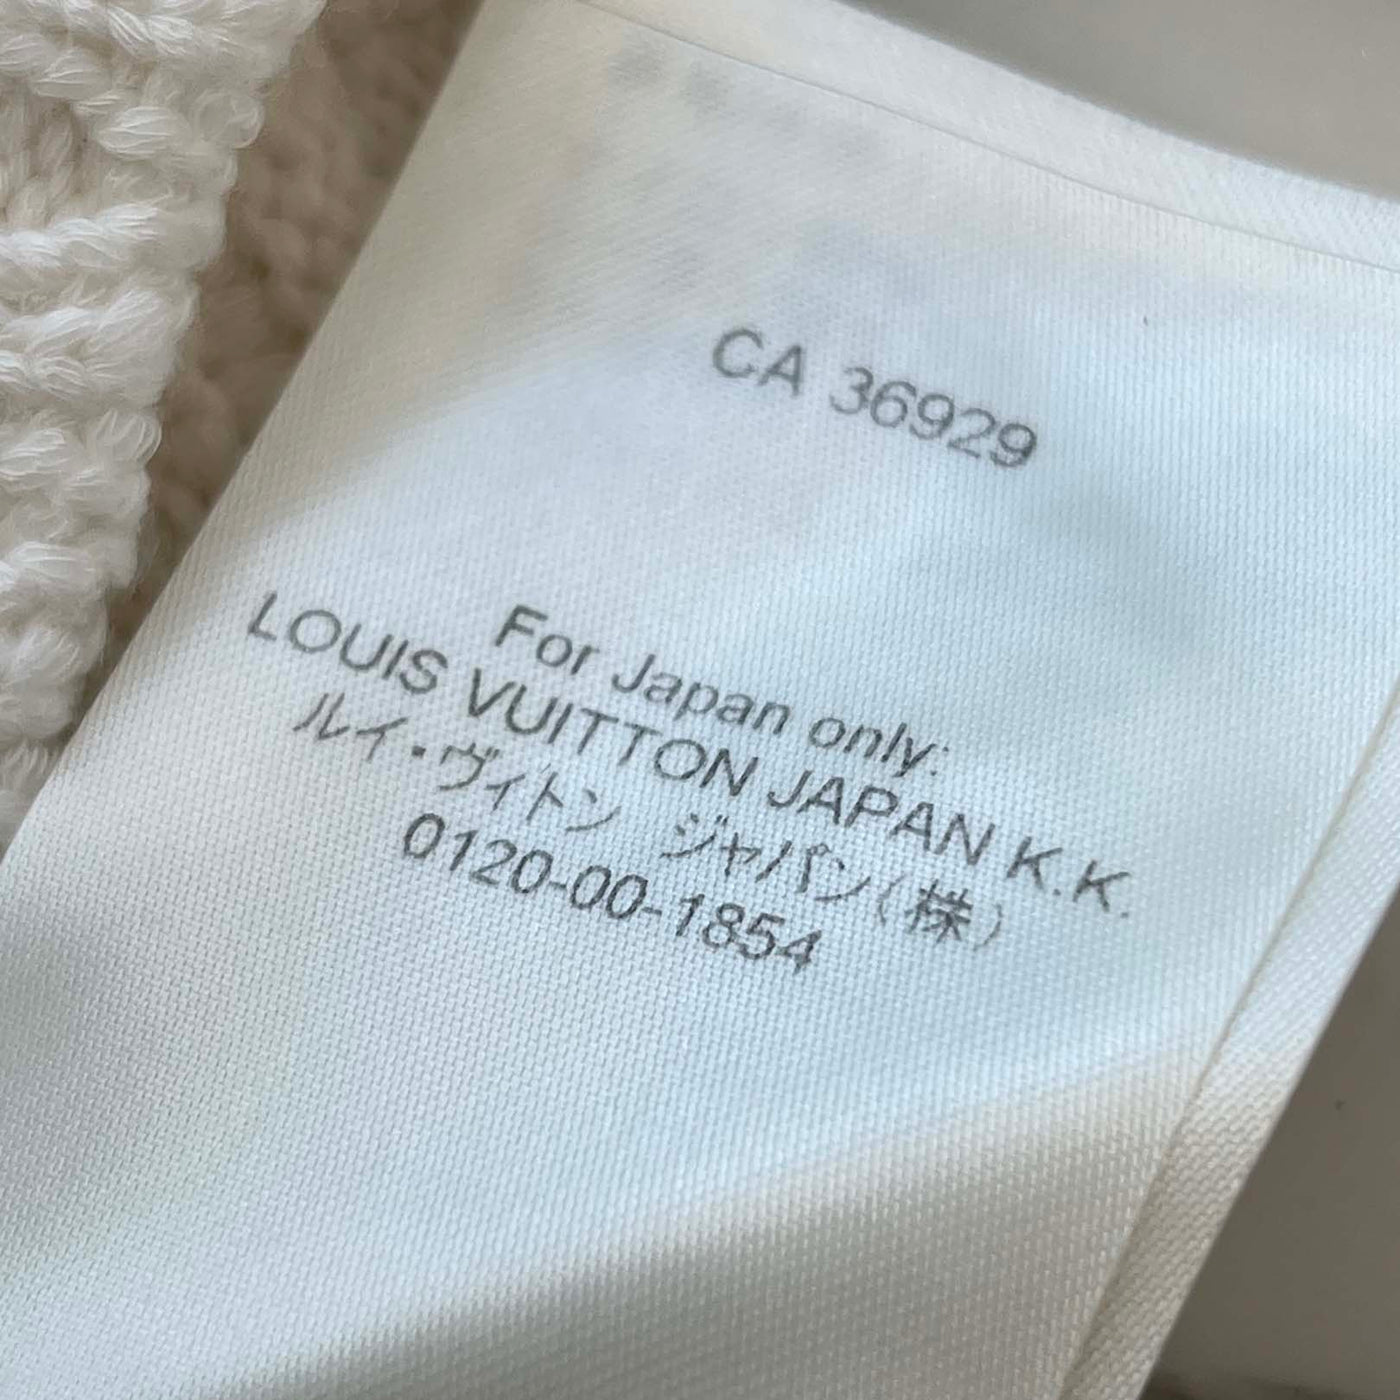 CA 36929
For Japan only:
LOUIS VUITTON JAPAN K.K.
ルイ・ヴィトン ジャパン(株)
0120-00-1854